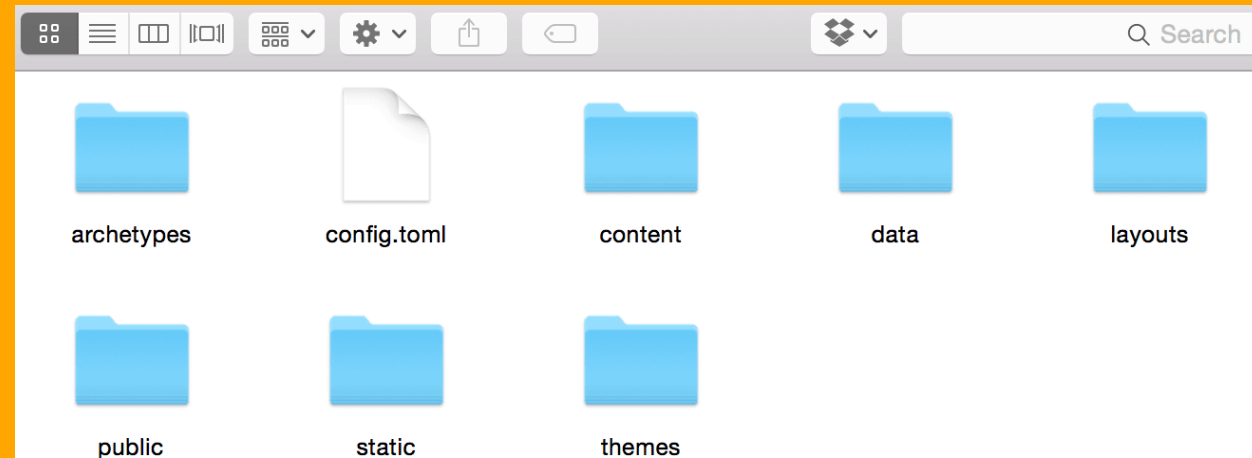 Search
archetypes config.toml content data layouts
public static themes